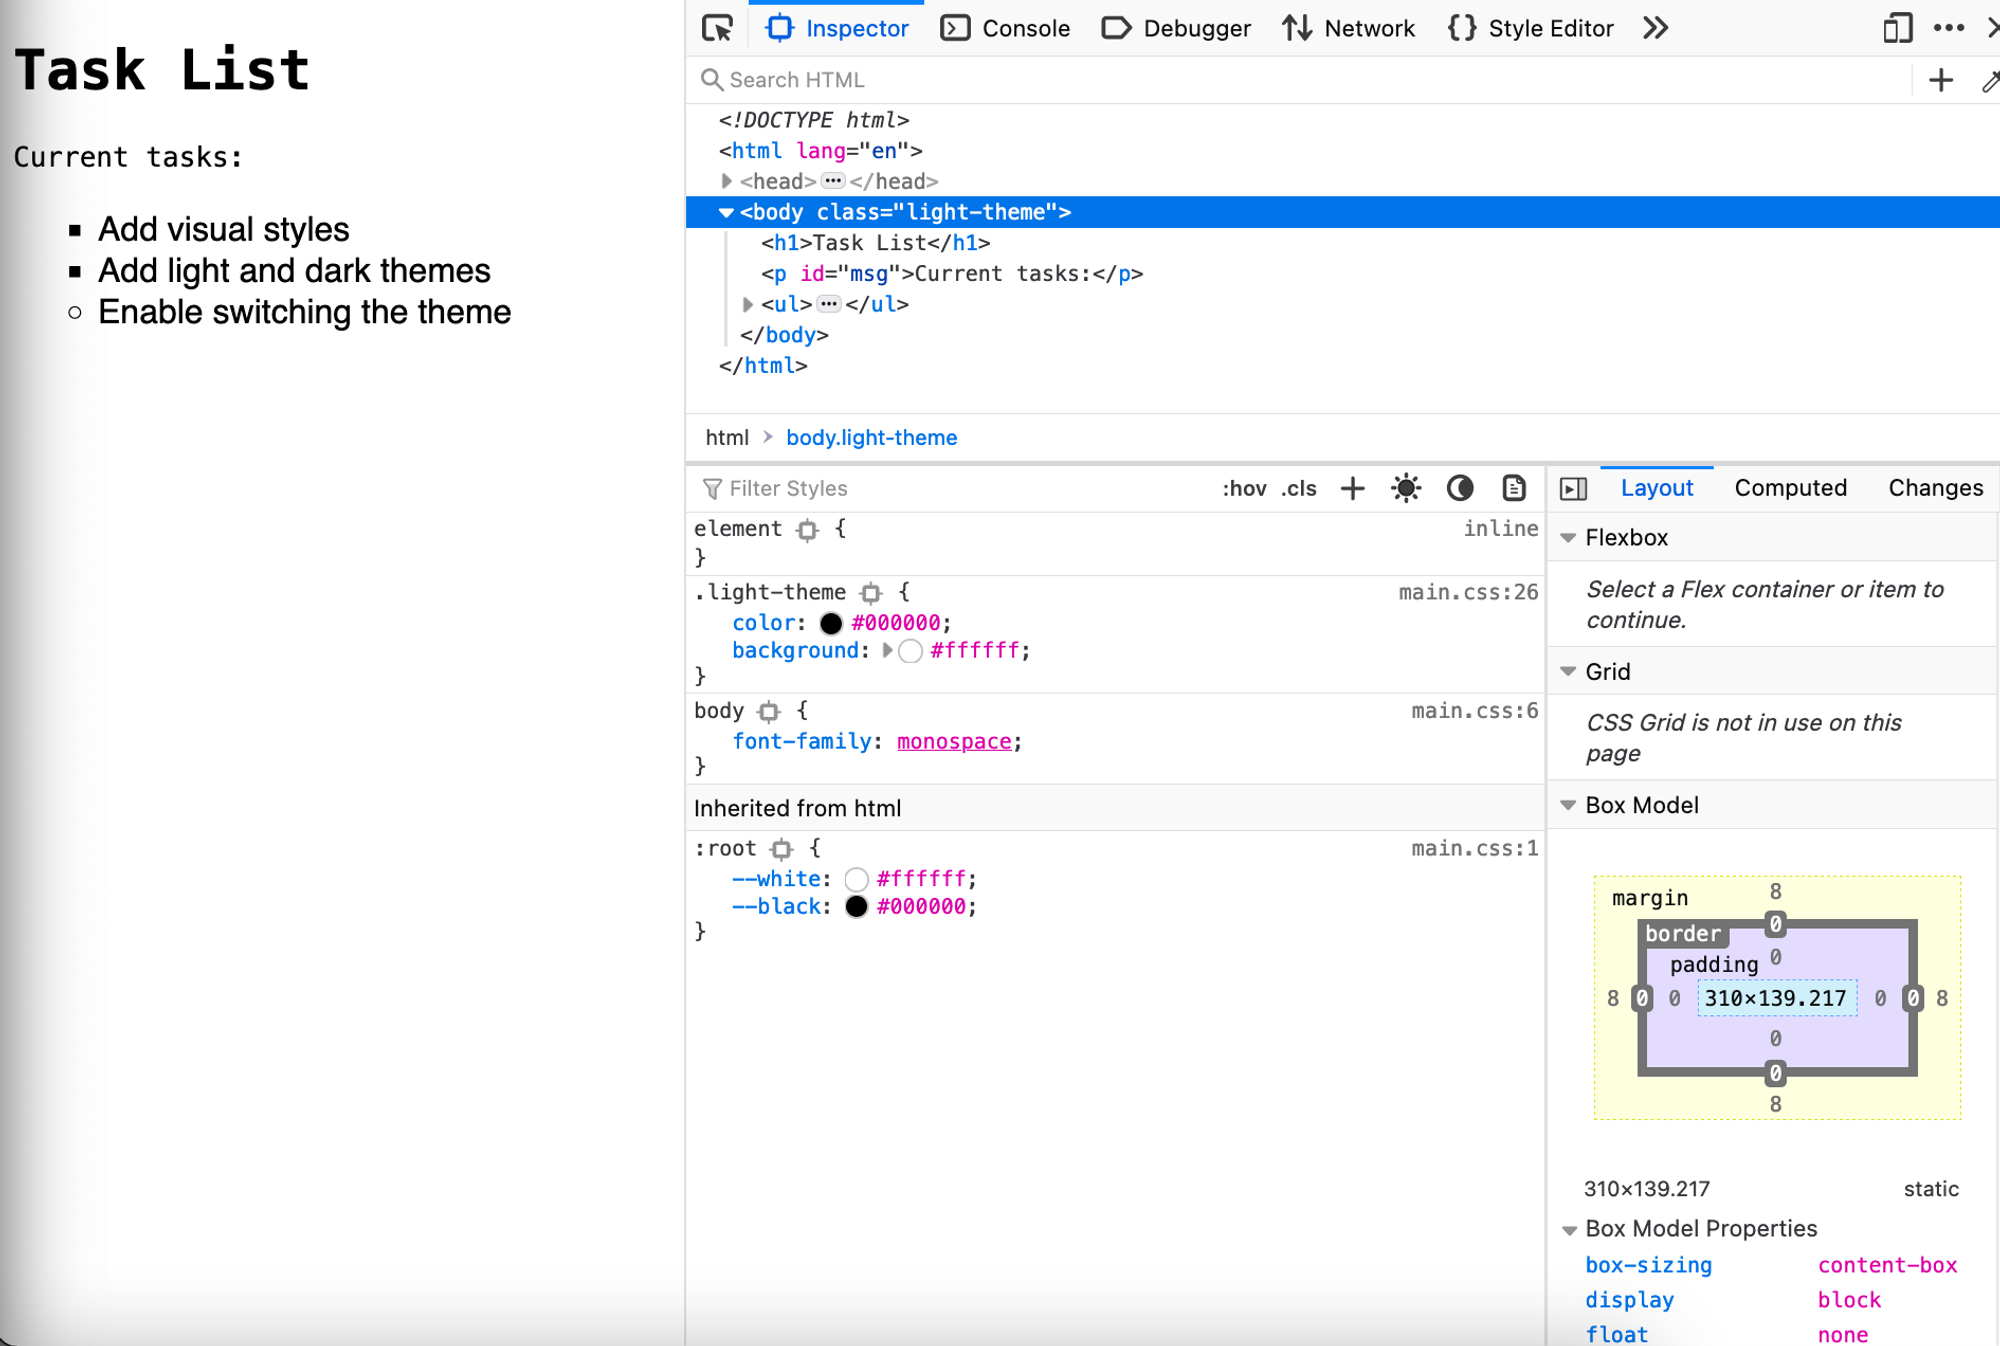 Task List
Current tasks:
Add visual styles
Add light and dark themes
Enable switching the theme
Inspector Console Debugger Network {} Style Editor
Search HTML
<!DOCTYPE html>
<html lang="en">
<head> ••• </head>
<body class="light-theme">
<h1>Task List</h1>
<p id="msg">Current tasks:</p>
<ul> ••• </ul>
</body>
</html>
html > body.light-theme
Filter Styles :hov .cls +
element { inline
}
.light-theme { main.css:26
color: #000000;
background: #ffffff;
}
body { main.css:6
font-family: monospace;
}
Inherited from html
:root { main.css:1
--white: #ffffff;
--black: #000000;
}
Layout Computed Changes
Flexbox
Select a Flex container or item to
continue.
Grid
CSS Grid is not in use on this
page
Box Model
margin 8
border 0
padding 0
8 0 0 310×139.217 0 0 8
0
0
8
310×139.217 static
Box Model Properties
box-sizing content-box
display block
float none